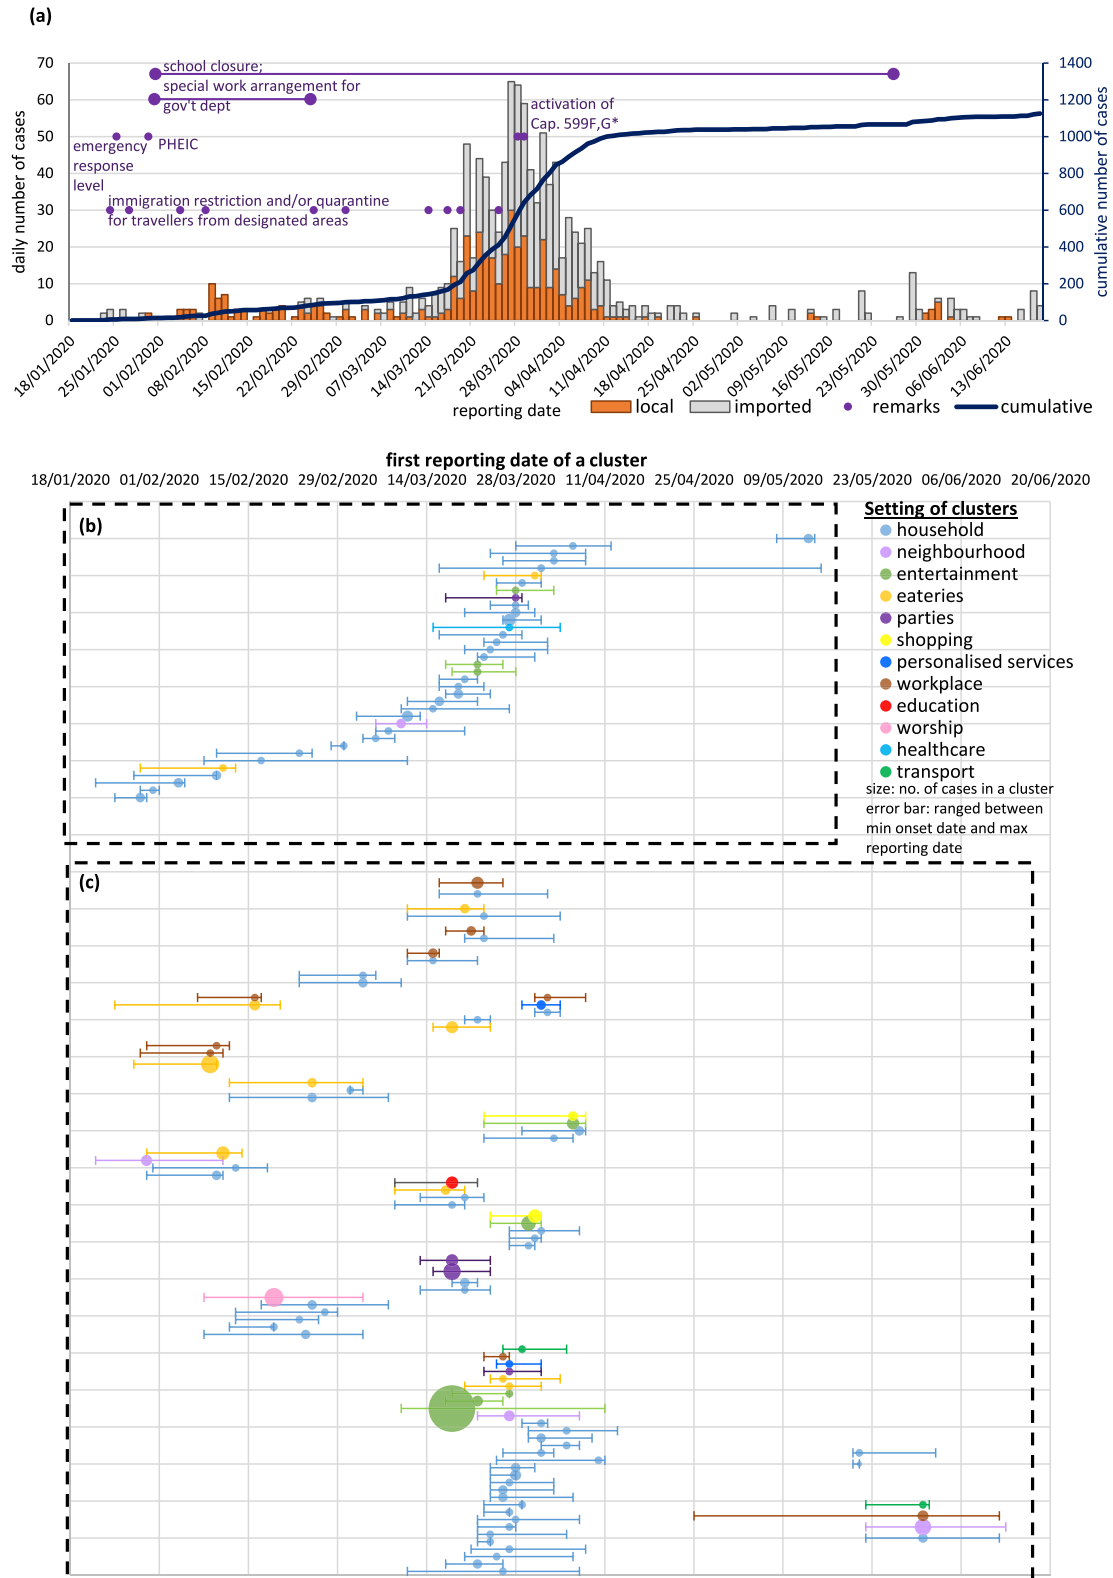 (a)
school closure;
special work arrangement for
gov't dept
activation of
Cap. 599F,G*
emergency
response
level
PHEIC
immigration restriction and/or quarantine
for travellers from designated areas
daily number of cases
70
60
50
40
30
20
10
0
cumulative number of cases
1400
1200
1000
800
600
400
200
0
18/01/2020
25/01/2020
01/02/2020
08/02/2020
15/02/2020
22/02/2020
29/02/2020
07/03/2020
14/03/2020
21/03/2020
28/03/2020
04/04/2020
11/04/2020
18/04/2020
25/04/2020
02/05/2020
09/05/2020
16/05/2020
23/05/2020
30/05/2020
06/06/2020
13/06/2020
reporting date
local
imported
remarks
cumulative
first reporting date of a cluster
18/01/2020 01/02/2020 15/02/2020 29/02/2020 14/03/2020 28/03/2020 11/04/2020 25/04/2020 09/05/2020 23/05/2020 06/06/2020 20/06/2020
(b)
Setting of clusters
household
neighbourhood
entertainment
eateries
parties
shopping
personalised services
workplace
education
worship
healthcare
transport
size: no. of cases in a cluster
error bar: ranged between
min onset date and max
reporting date
(c)